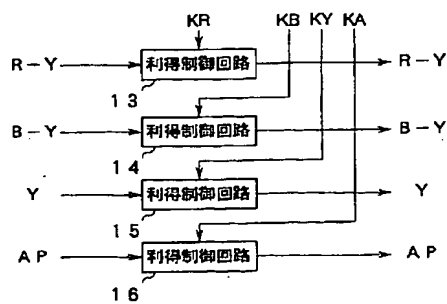 KR KB KY KA
R-Y 利得制御回路 R-Y
13
B-Y 利得制御回路 B-Y
14
Y 利得制御回路 Y
15
AP 利得制御回路 AP
16